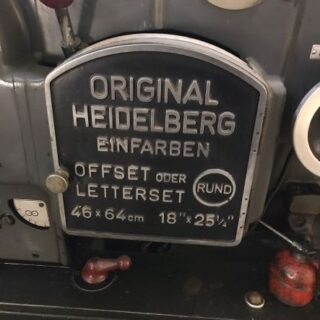 ORIGINAL
HEIDELBERG
EINFARBEN
OFFSET ODER
LETTERSET RUND
46 x 64 cm 18" x 25¼"